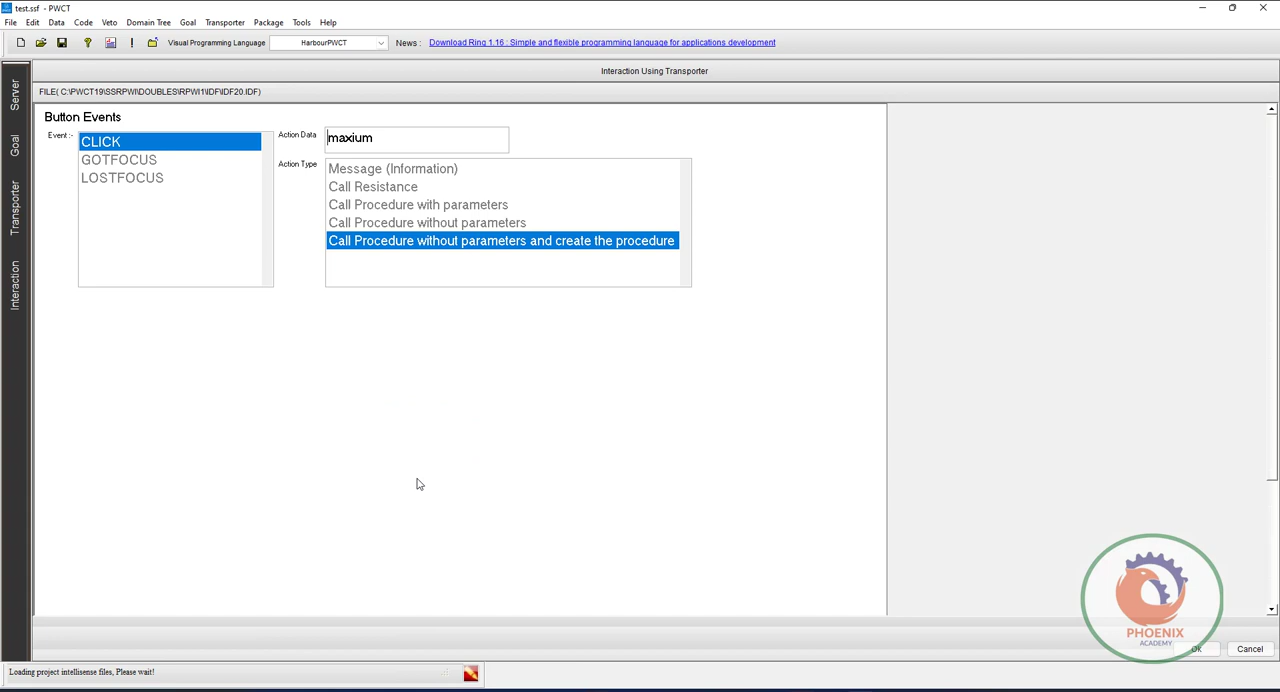 test.ssf - PWCT
File Edit Data Code Veto Domain Tree Goal Transporter Package Tools Help
Visual Programming Language HarbourPWCT News : Download Ring 1.16 : Simple and flexible programming language for applications development
Interaction Using Transporter
FILE( C:\PWCT19\SSRPWI\DOUBLES\RPWI1\IDF\IDF20.IDF)
Server
Goal
Transporter
Interaction
Button Events
Event :-
CLICK
GOTFOCUS
LOSTFOCUS
Action Data
maxium
Action Type
Message (Information)
Call Resistance
Call Procedure with parameters
Call Procedure without parameters
Call Procedure without parameters and create the procedure
PHOENIX
ACADEMY
Ok
Cancel
Loading project intellisense files, Please wait!